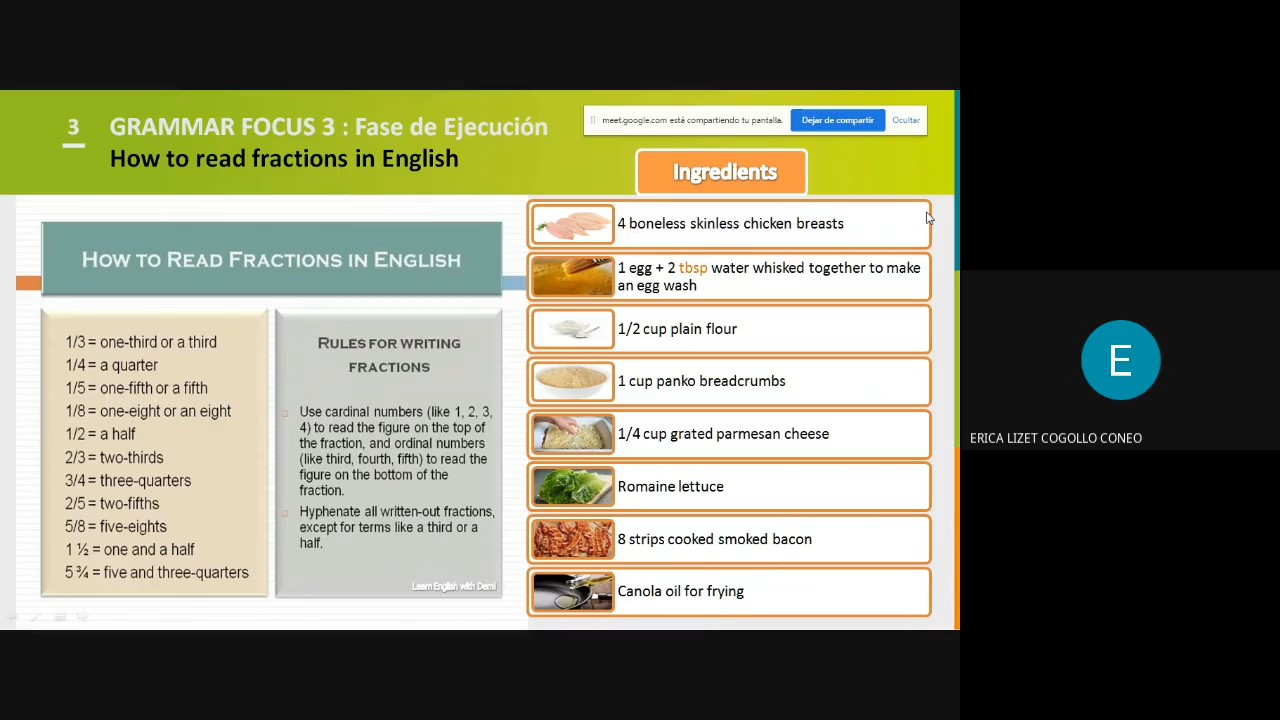 3
GRAMMAR FOCUS 3 : Fase de Ejecución
How to read fractions in English
meet.google.com está compartiendo tu pantalla.
Dejar de compartir
Ocultar
Ingredients
HOW TO READ FRACTIONS IN ENGLISH
1/3 = one-third or a third
1/4 = a quarter
1/5 = one-fifth or a fifth
1/8 = one-eight or an eight
1/2 = a half
2/3 = two-thirds
3/4 = three-quarters
2/5 = two-fifths
5/8 = five-eights
1 ½ = one and a half
5 ¾ = five and three-quarters
RULES FOR WRITING
FRACTIONS
Use cardinal numbers (like 1, 2, 3,
4) to read the figure on the top of
the fraction, and ordinal numbers
(like third, fourth, fifth) to read the
figure on the bottom of the
fraction.
Hyphenate all written-out fractions,
except for terms like a third or a
half.
Learn English with Demi
4 boneless skinless chicken breasts
1 egg + 2 tbsp water whisked together to make
an egg wash
1/2 cup plain flour
1 cup panko breadcrumbs
1/4 cup grated parmesan cheese
Romaine lettuce
8 strips cooked smoked bacon
Canola oil for frying
E
ERICA LIZET COGOLLO CONEO